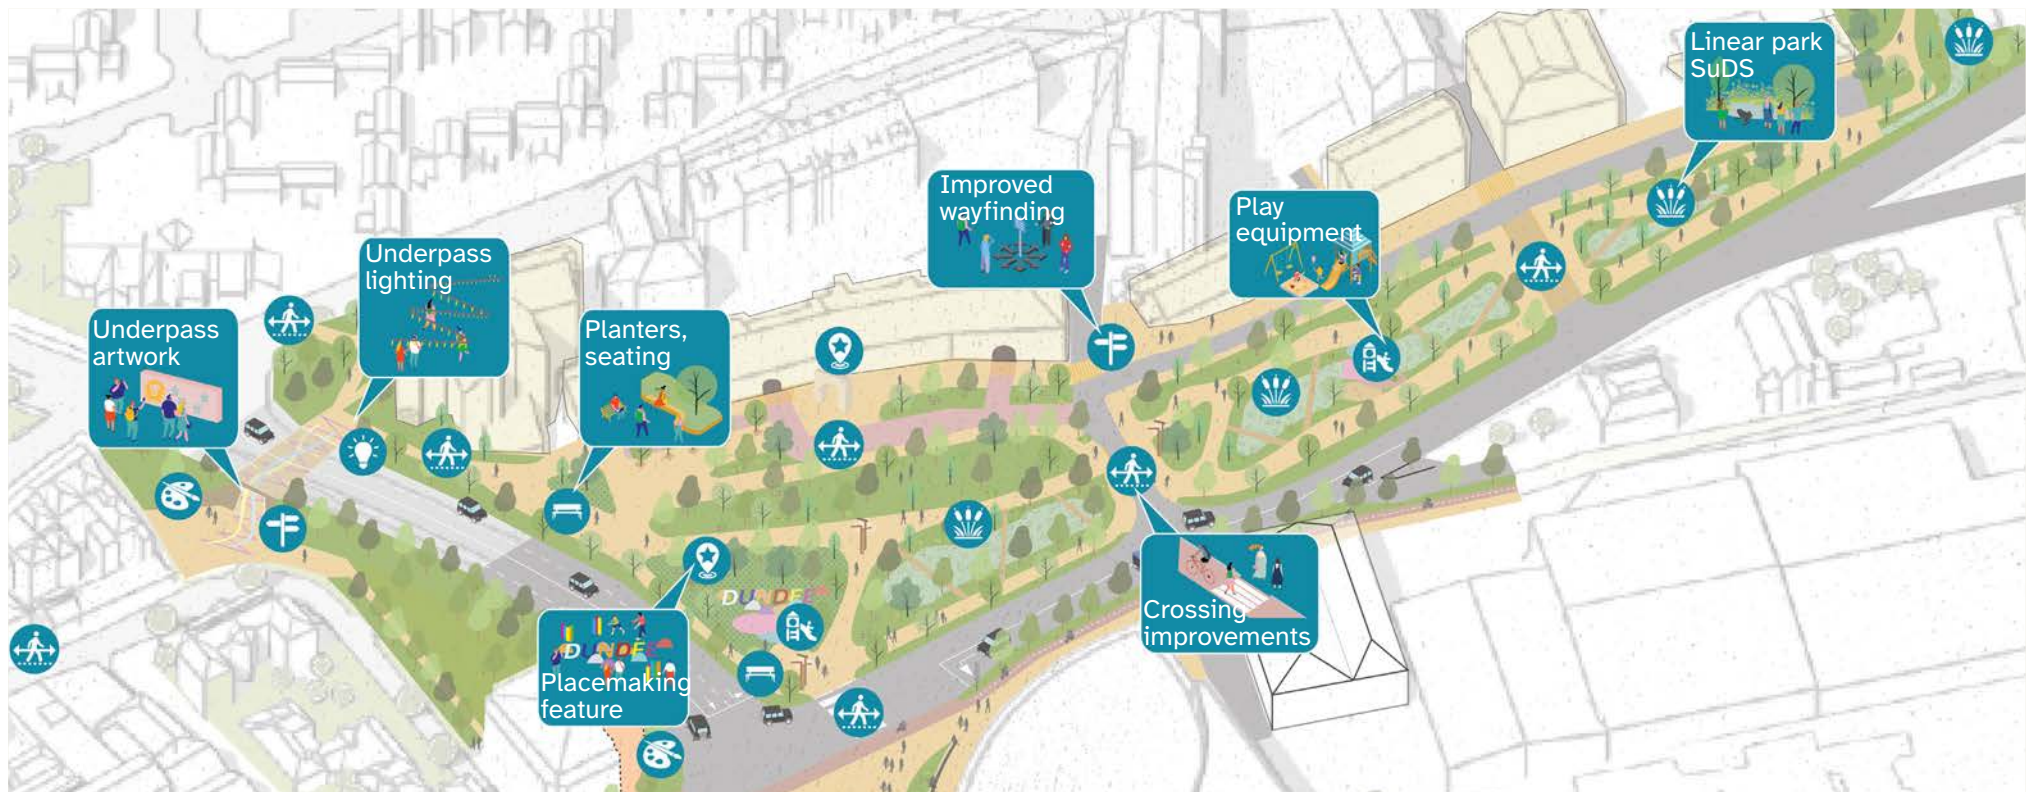 Linear park
SuDS
Improved
wayfinding
Play
equipment
Underpass
lighting
Underpass
artwork
Planters,
seating
DUNDEE
DUNDEE
Placemaking
feature
Crossing
improvements